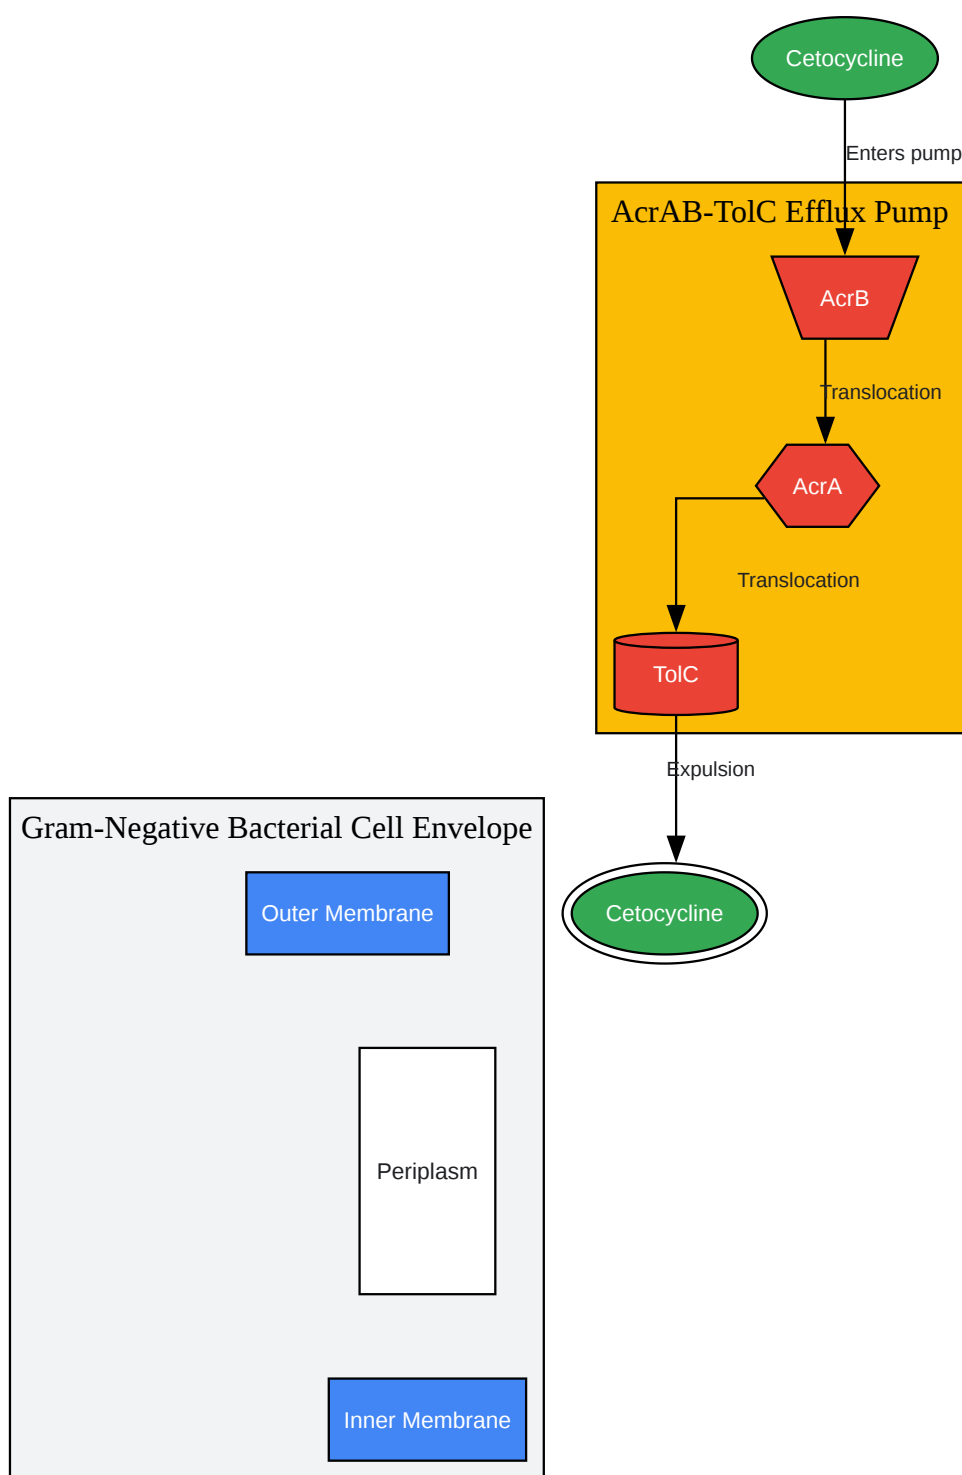 Cetocycline
Enters pump
AcrAB-TolC Efflux Pump
AcrB
Translocation
AcrA
Translocation
TolC
Expulsion
Gram-Negative Bacterial Cell Envelope
Outer Membrane
Cetocycline
Periplasm
Inner Membrane